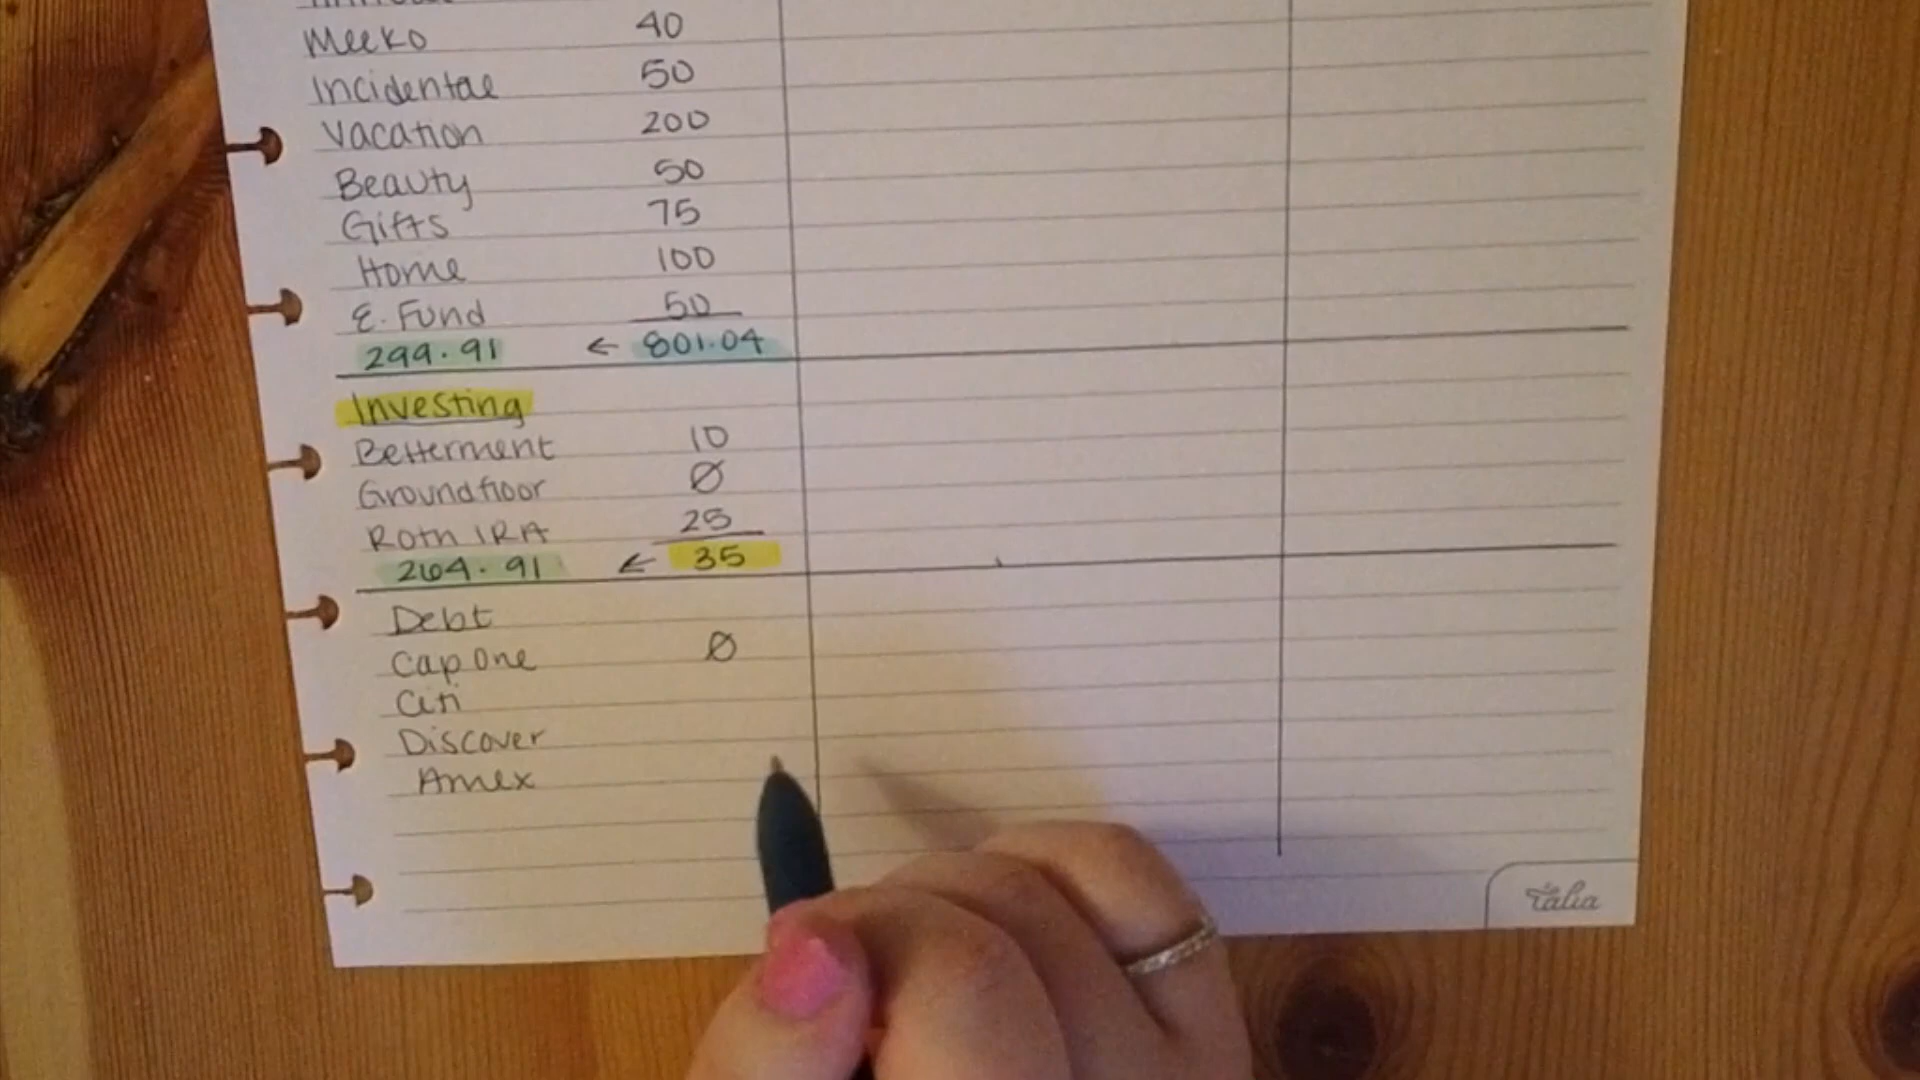 Meeko 40
Incidental 50
Vacation 200
Beauty 50
Gifts 75
Home 100
E. Fund 50
299.91 ← 801.04
Investing
Betterment 10
Groundfloor Ø
Roth IRA 25
264.91 ← 35
Debt
Cap One Ø
Citi
Discover
Amex
Talia